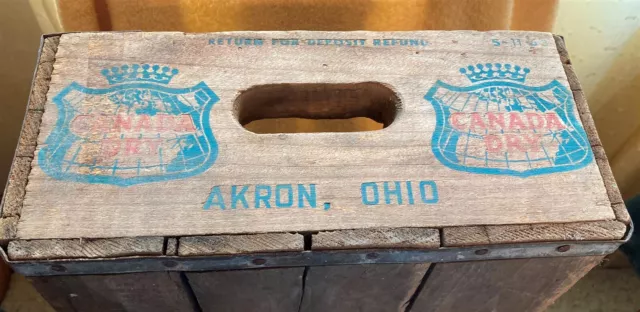 RETURN FOR DEPOSIT REFUND
CANADA
DRY
CANADA
DRY
AKRON, OHIO